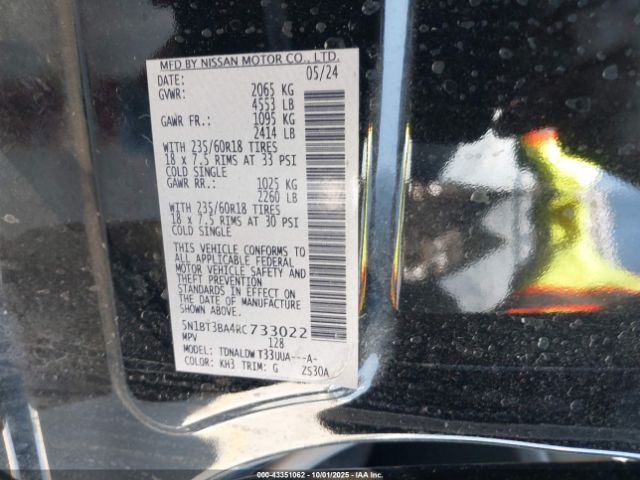 MFD BY NISSAN MOTOR CO., LTD.
DATE: 05/24
GVWR: 2065 KG
4553 LB
GAWR FR.: 1095 KG
2414 LB
WITH 235/60R18 TIRES
18 x 7.5 RIMS AT 33 PSI
COLD SINGLE
GAWR RR.: 1025 KG
2260 LB
WITH 235/60R18 TIRES
18 x 7.5 RIMS AT 30 PSI
COLD SINGLE
THIS VEHICLE CONFORMS TO
ALL APPLICABLE FEDERAL
MOTOR VEHICLE SAFETY AND
THEFT PREVENTION
STANDARDS IN EFFECT ON
THE DATE OF MANUFACTURE
SHOWN ABOVE.
5N1BT3BA4RC733022
MPV 128
MODEL: TDNALDWT33UUA---A-
COLOR: KH3 TRIM: G ZS30A
000-43351062 - 10/01/2025 - IAA Inc.